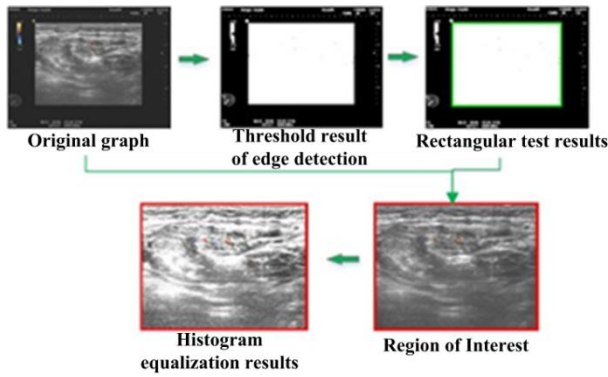 Original graph
Threshold result
of edge detection
Rectangular test results
Histogram
equalization results
Region of Interest